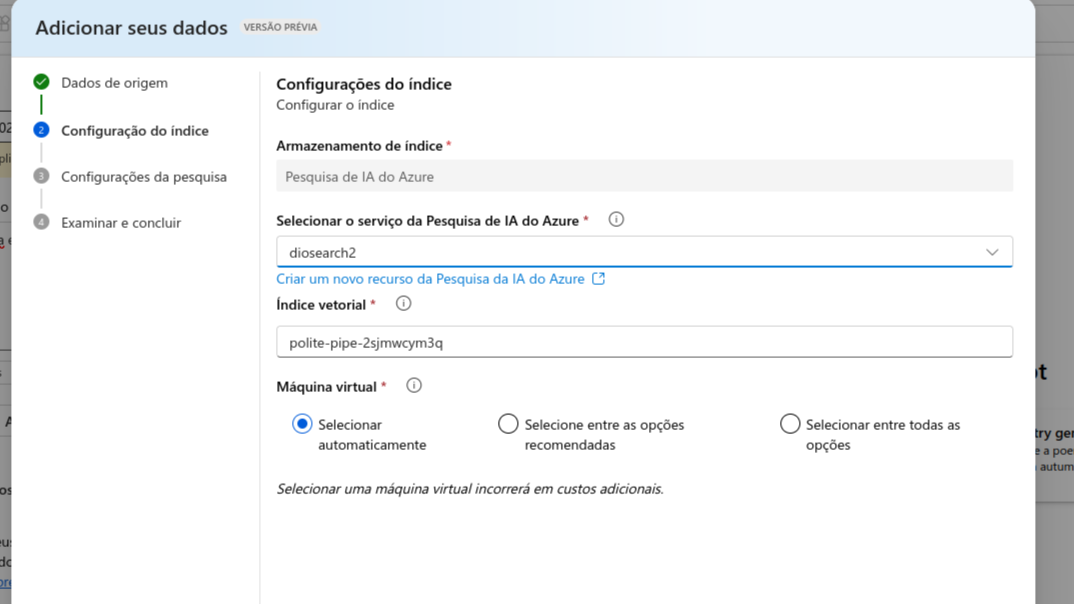 Adicionar seus dados VERSÃO PRÉVIA
Dados de origem
2 Configuração do índice
3 Configurações da pesquisa
4 Examinar e concluir
Configurações do índice
Configurar o índice
Armazenamento de índice *
Pesquisa de IA do Azure
Selecionar o serviço da Pesquisa de IA do Azure *
diosearch2
Criar um novo recurso da Pesquisa da IA do Azure
Índice vetorial *
polite-pipe-2sjmwcym3q
Máquina virtual *
Selecionar
automaticamente
Selecione entre as opções
recomendadas
Selecionar entre todas as
opções
Selecionar uma máquina virtual incorrerá em custos adicionais.